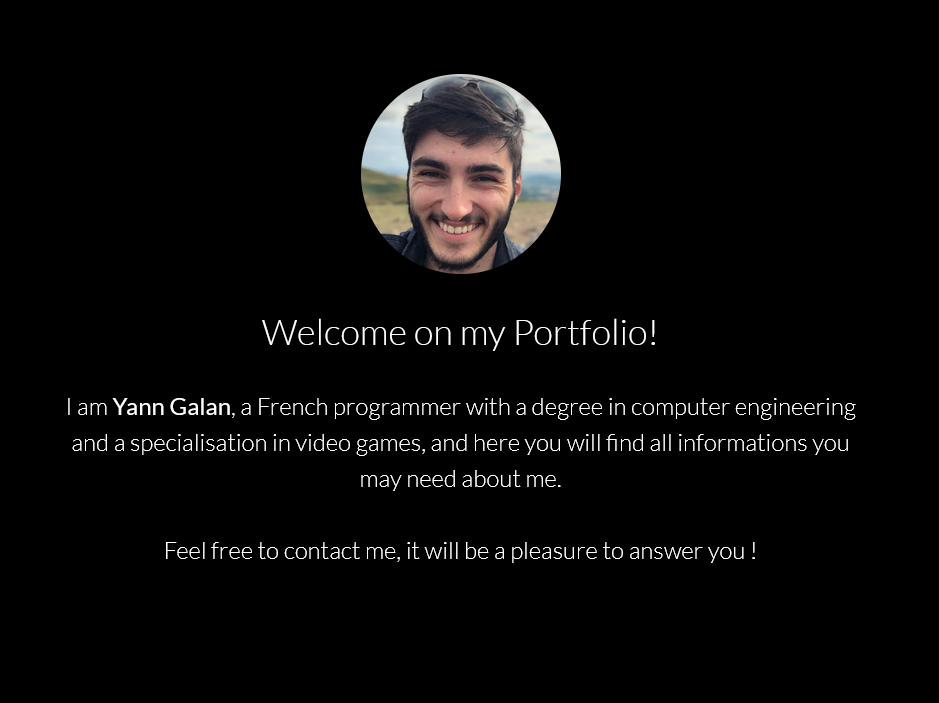 Welcome on my Portfolio!
I am Yann Galan, a French programmer with a degree in computer engineering
and a specialisation in video games, and here you will find all informations you
may need about me.
Feel free to contact me, it will be a pleasure to answer you !